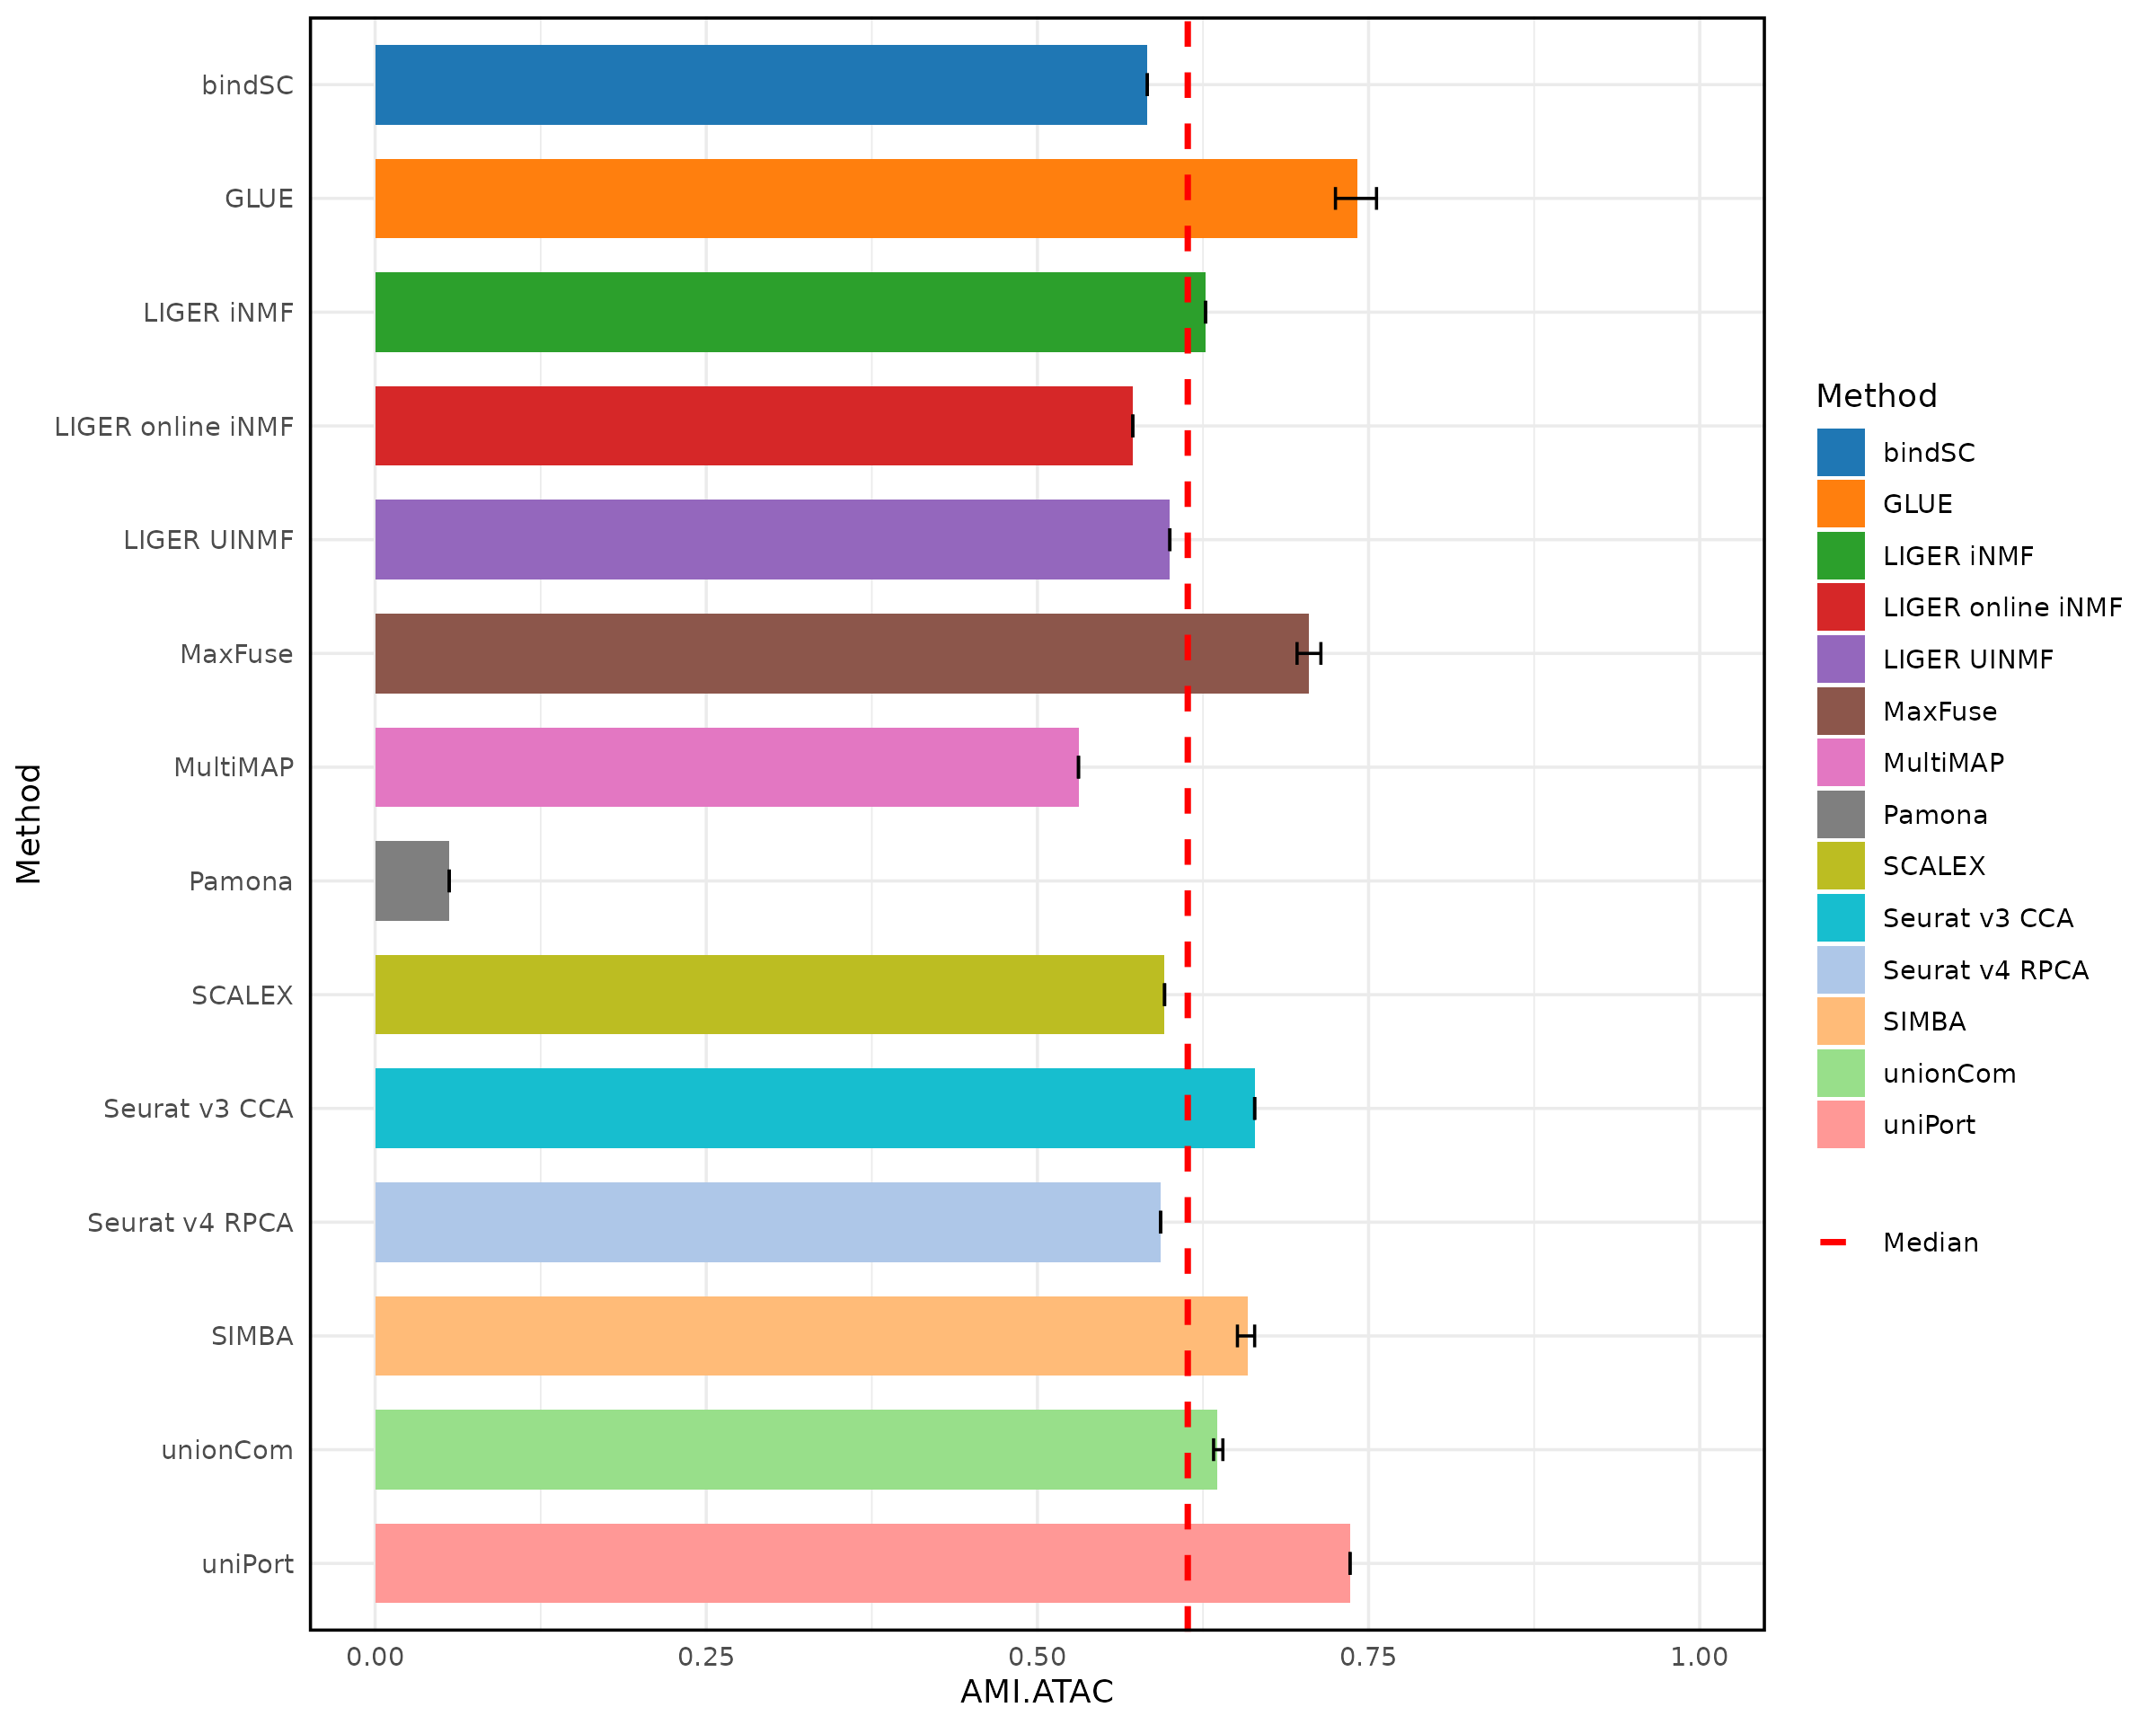 Method
bindSC
GLUE
LIGER iNMF
LIGER online iNMF
LIGER UINMF
MaxFuse
MultiMAP
Pamona
SCALEX
Seurat v3 CCA
Seurat v4 RPCA
SIMBA
unionCom
uniPort
0.00 0.25 0.50 0.75 1.00
AMI.ATAC
Method
bindSC
GLUE
LIGER iNMF
LIGER online iNMF
LIGER UINMF
MaxFuse
MultiMAP
Pamona
SCALEX
Seurat v3 CCA
Seurat v4 RPCA
SIMBA
unionCom
uniPort
Median